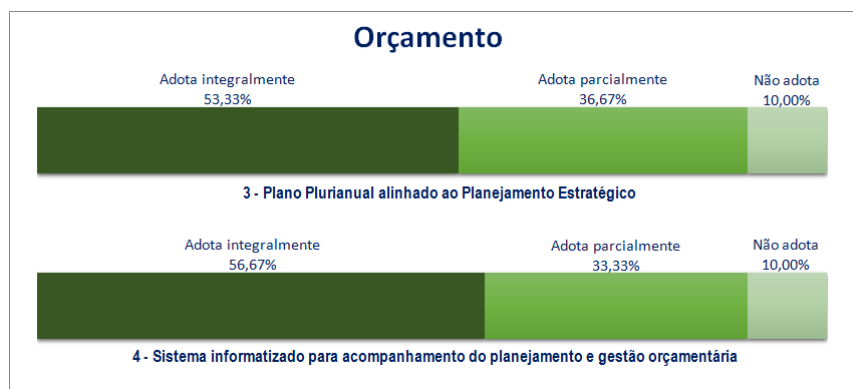 Orçamento
Adota integralmente
53,33%
Adota parcialmente
36,67%
Não adota
10,00%
3 - Plano Plurianual alinhado ao Planejamento Estratégico
Adota integralmente
56,67%
Adota parcialmente
33,33%
Não adota
10,00%
4 - Sistema informatizado para acompanhamento do planejamento e gestão orçamentária